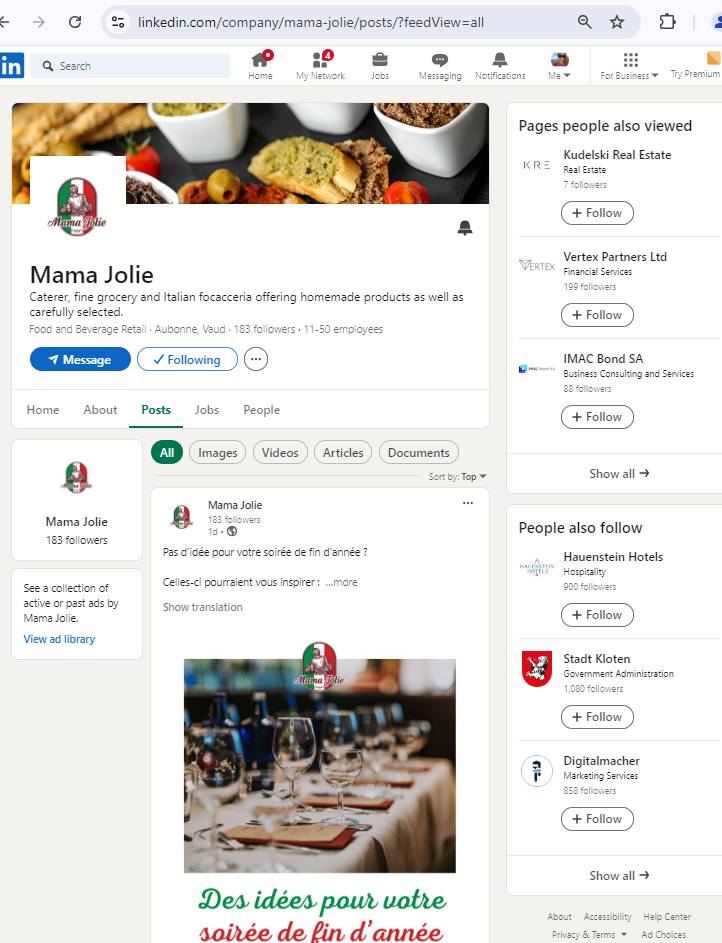 linkedin.com/company/mama-jolie/posts/?feedView=all
in
Search
Home
My Network
4
Jobs
Messaging
Notifications
Me
For Business
Try Premium
Mama Jolie
Mama Jolie
Caterer, fine grocery and Italian focacceria offering homemade products as well as
carefully selected.
Food and Beverage Retail · Aubonne, Vaud · 183 followers · 11-50 employees
Message
Following
Home
About
Posts
Jobs
People
Mama Jolie
183 followers
See a collection of
active or past ads by
Mama Jolie.
View ad library
All
Images
Videos
Articles
Documents
Sort by: Top
Mama Jolie
183 followers
1d •
Pas d'idée pour votre soirée de fin d'année ?
Celles-ci pourraient vous inspirer : ...more
Show translation
Mama Jolie
Des idées pour votre
soirée de fin d'année
Pages people also viewed
KRE
Kudelski Real Estate
Real Estate
7 followers
+ Follow
VERTEX
Vertex Partners Ltd
Financial Services
199 followers
+ Follow
IMAC Bond SA
IMAC Bond SA
Business Consulting and Services
88 followers
+ Follow
Show all →
People also follow
HAUENSTEIN
HOTELS
Hauenstein Hotels
Hospitality
900 followers
+ Follow
Stadt Kloten
Government Administration
1,080 followers
+ Follow
Digitalmacher
Marketing Services
858 followers
+ Follow
Show all →
About
Accessibility
Help Center
Privacy & Terms
Ad Choices